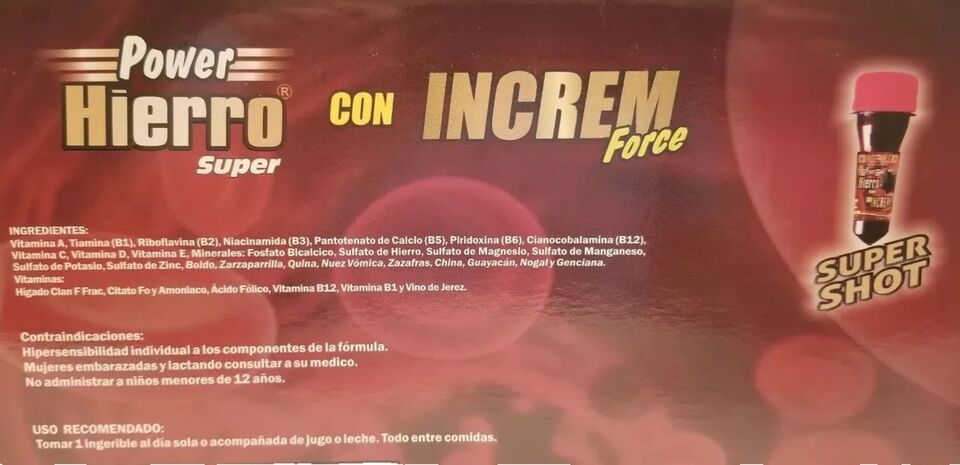 Power
Hierro®
Super
CON
INCREM
Force
INGREDIENTES:
Vitamina A, Tiamina (B1), Riboflavina (B2), Niacinamida (B3), Pantotenato de Calcio (B5), Piridoxina (B6), Cianocobalamina (B12),
Vitamina C, Vitamina D, Vitamina E, Minerales: Fosfato Bicalcico, Sulfato de Hierro, Sulfato de Magnesio, Sulfato de Manganeso,
Sulfato de Potasio, Sulfato de Zinc, Boldo, Zarzaparrilla, Quina, Nuez Vómica, Zazafras, China, Guayacán, Nogal y Genciana.
Vitaminas:
Higado Cian F Frac, Citato Fo y Amoniaco, Ácido Fólico, Vitamina B12, Vitamina B1 y Vino de Jerez.
Contraindicaciones:
Hipersensibilidad individual a los componentes de la fórmula.
Mujeres embarazadas y lactando consultar a su medico.
No administrar a niños menores de 12 años.
USO RECOMENDADO:
Tomar 1 ingerible al día sola o acompañada de jugo o leche. Todo entre comidas.
Hierro
INCREM
SUPER
SHOT